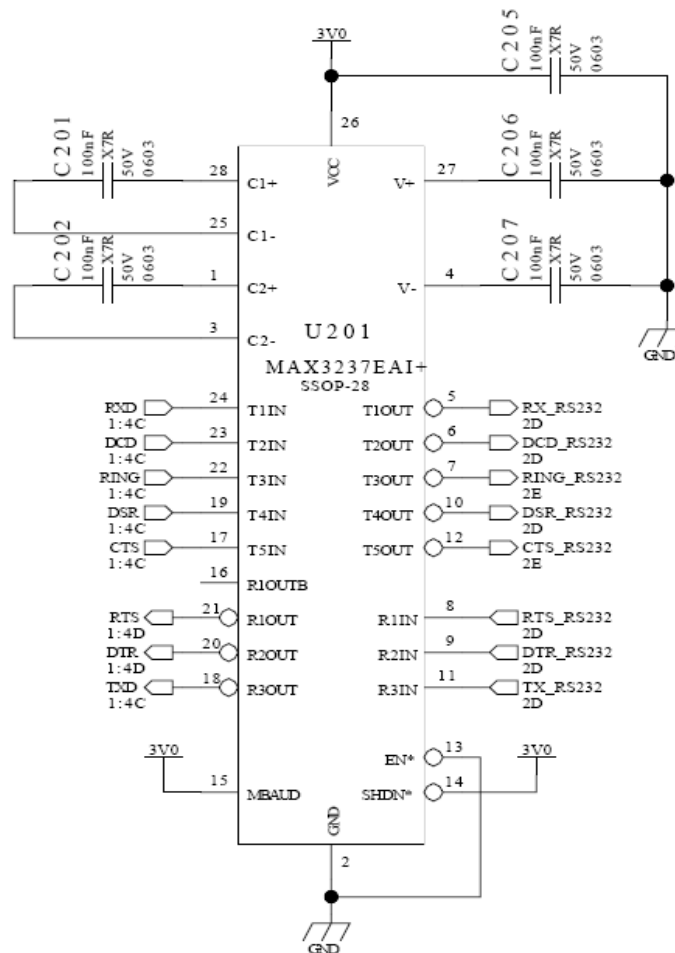 3V0
C205
100nF
X7R
50V
0603
26
VCC
C201
100nF
X7R
50V
0603
28
C1+
V+
27
C206
100nF
X7R
50V
0603
25
C1-
C202
100nF
X7R
50V
0603
1
C2+
V-
4
C207
100nF
X7R
50V
0603
3
C2-
GND
U201
MAX3237EAI+
SSOP-28
RXD 24 T1IN T1OUT 5 RX_RS232
1:4C 2D
DCD 23 T2IN T2OUT 6 DCD_RS232
1:4C 2D
RING 22 T3IN T3OUT 7 RING_RS232
1:4C 2E
DSR 19 T4IN T4OUT 10 DSR_RS232
1:4C 2D
CTS 17 T5IN T5OUT 12 CTS_RS232
1:4C 2E
16 R1OUTB
RTS 21 R1OUT R1IN 8 RTS_RS232
1:4D 2D
DTR 20 R2OUT R2IN 9 DTR_RS232
1:4D 2D
TXD 18 R3OUT R3IN 11 TX_RS232
1:4C 2D
EN* 13
3V0 3V0
15 MBAUD SHDN* 14
GND
2
GND